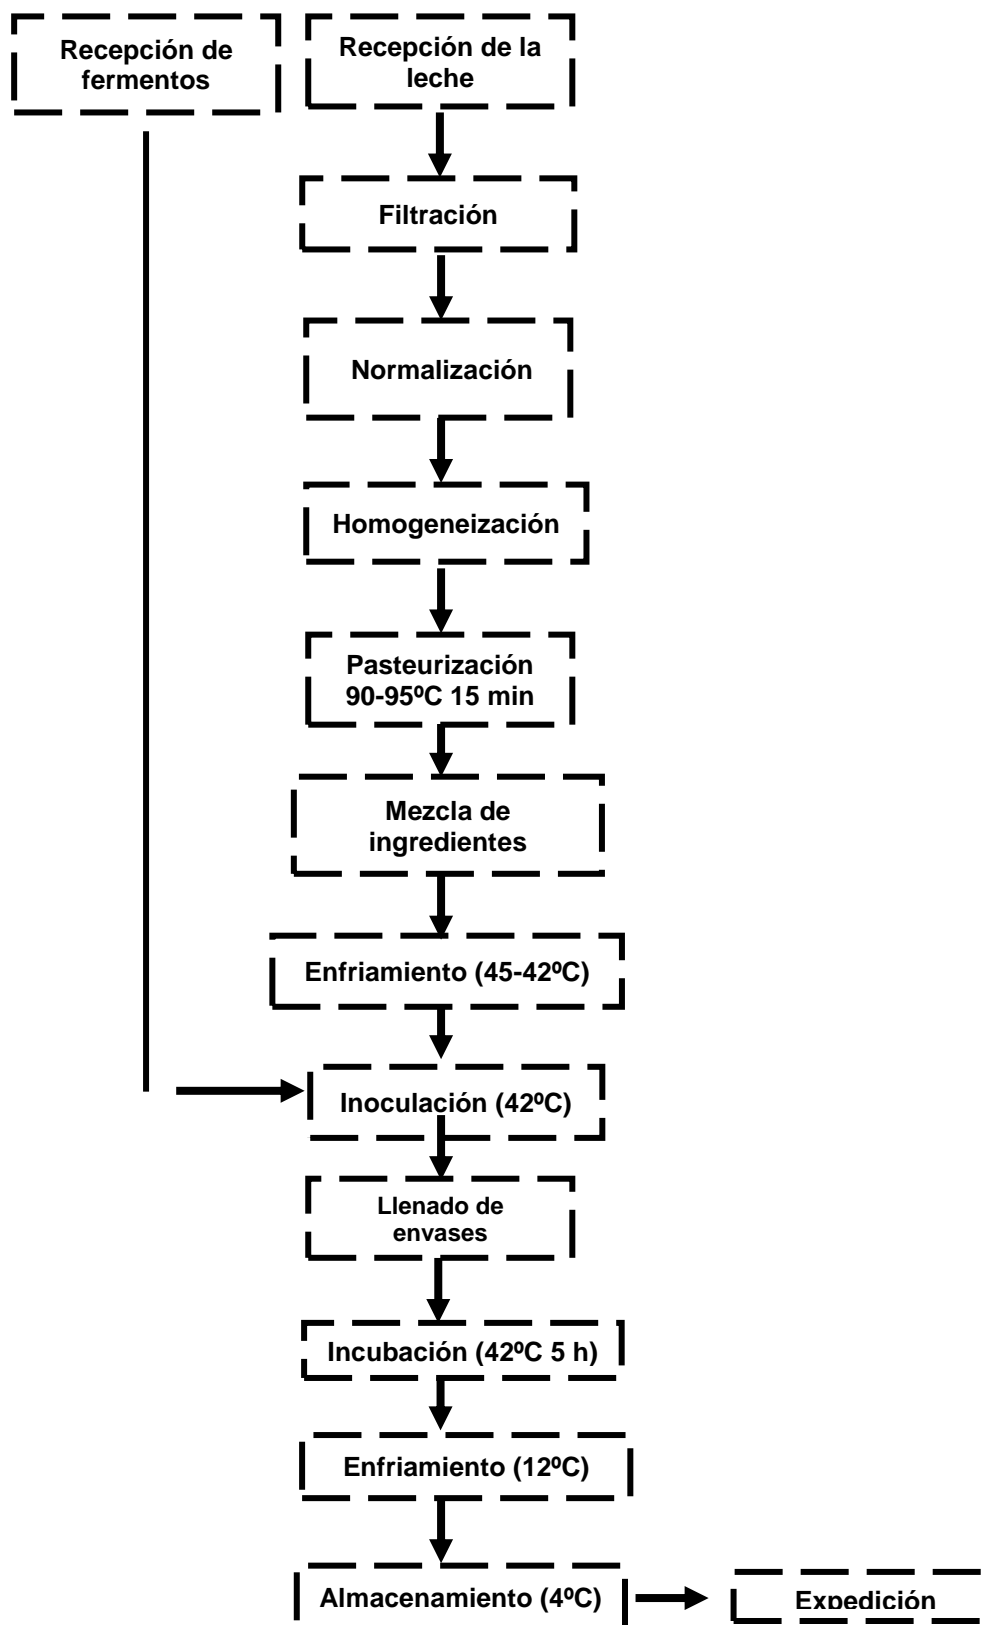 Recepción de
fermentos
Recepción de la
leche
Filtración
Normalización
Homogeneización
Pasteurización
90-95ºC 15 min
Mezcla de
ingredientes
Enfriamiento (45-42ºC)
Inoculación (42ºC)
Llenado de
envases
Incubación (42ºC 5 h)
Enfriamiento (12ºC)
Almacenamiento (4ºC)
Expedición